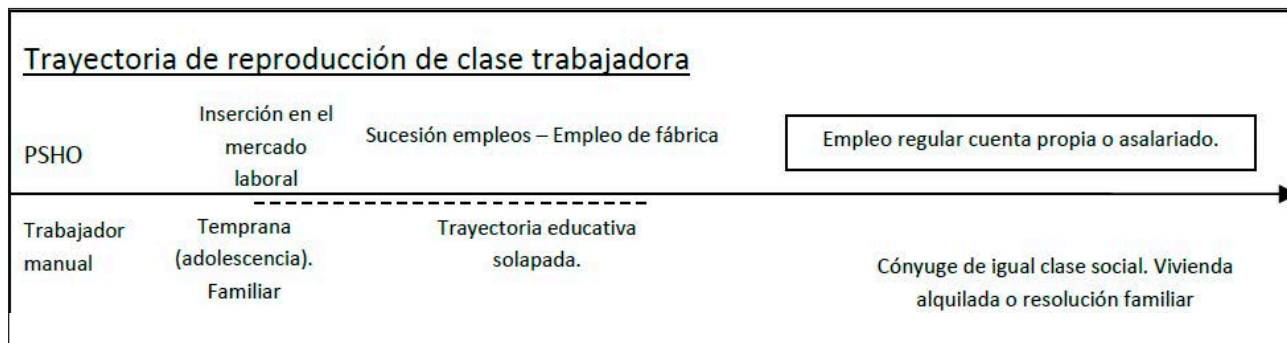 Trayectoria de reproducción de clase trabajadora
PSHO
Inserción en el
mercado
laboral
Sucesión empleos – Empleo de fábrica
Empleo regular cuenta propia o asalariado.
Trabajador
manual
Temprana
(adolescencia).
Familiar
Trayectoria educativa
solapada.
Cónyuge de igual clase social. Vivienda
alquilada o resolución familiar